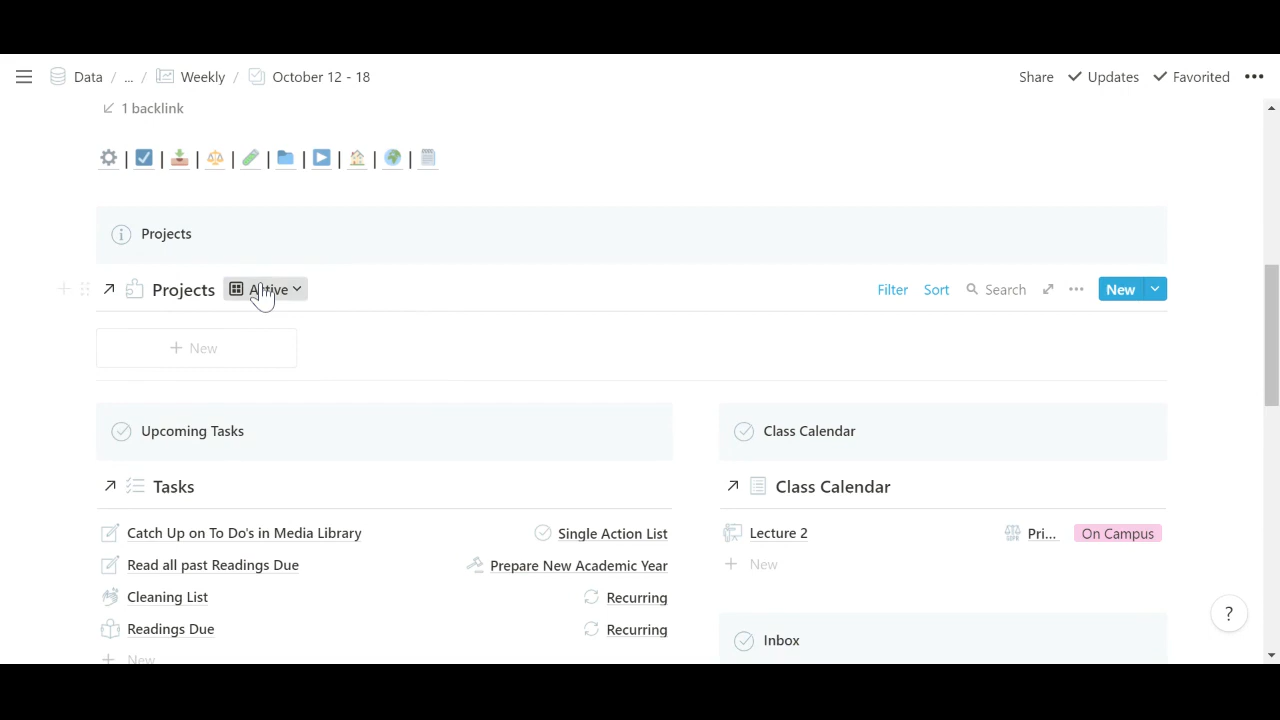 Data / ... / Weekly / October 12 - 18
Share Updates Favorited •••
1 backlink
| | | | | | | | |
Projects
Projects Active
Filter Sort Search ••• New
+ New
Upcoming Tasks
Tasks
Catch Up on To Do's in Media Library Single Action List
Read all past Readings Due Prepare New Academic Year
Cleaning List Recurring
Readings Due Recurring
+ New
Class Calendar
Class Calendar
Lecture 2 Pri... On Campus
+ New
Inbox
?